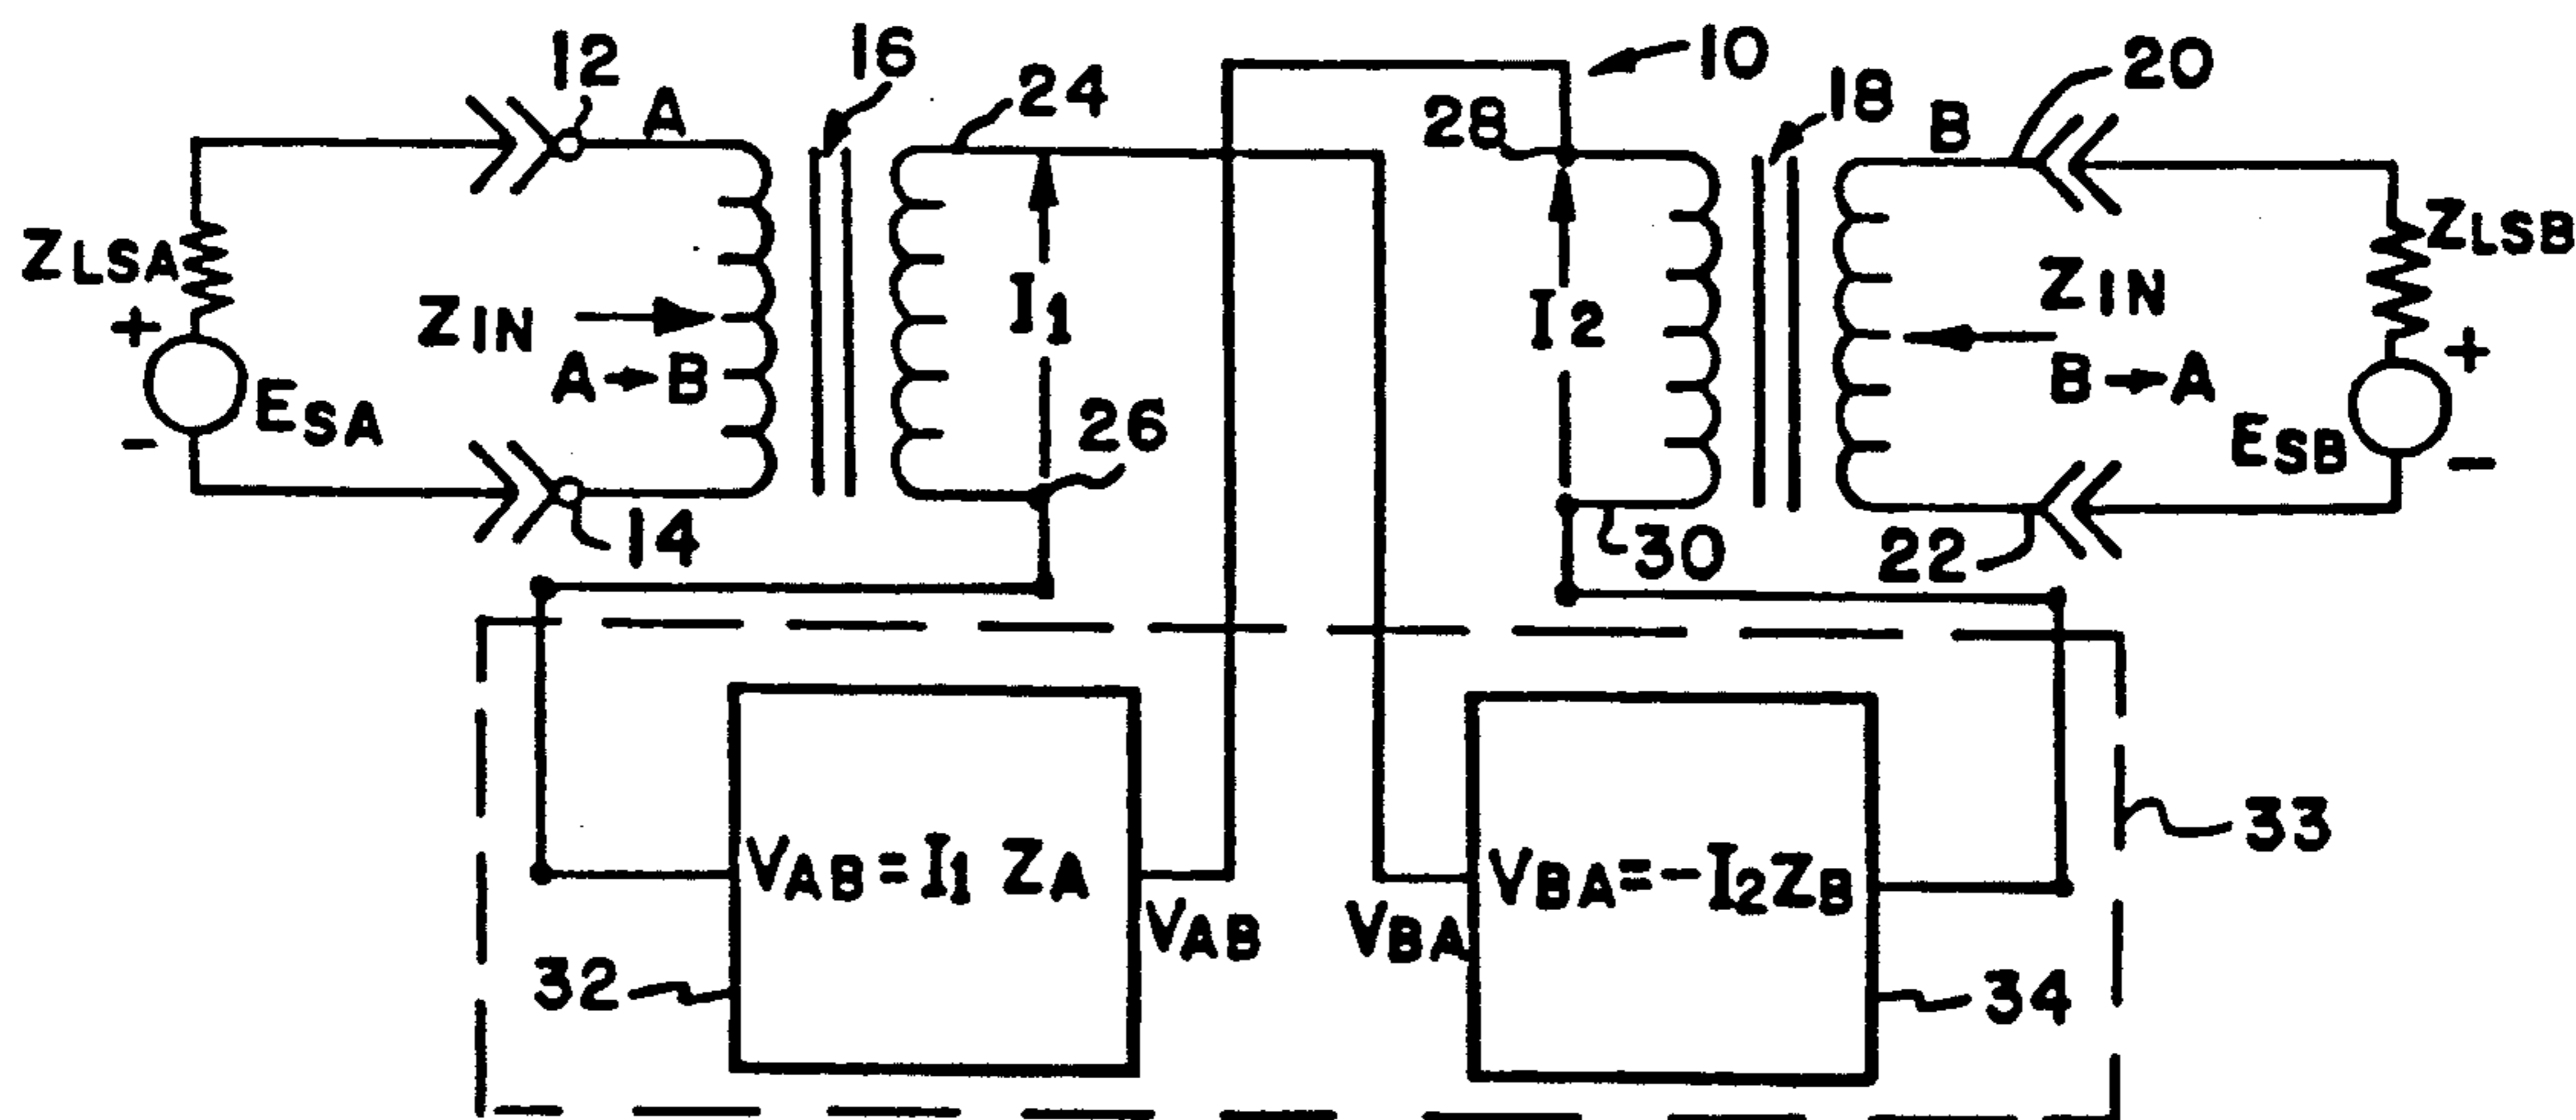 12
A
16
24
10
28
18
B
20
ZLSA
+
ESA
-
ZIN
A→B
I1
26
I2
ZIN
B→A
ZLSB
+
ESB
-
14
30
22
VAB=I1 ZA
VAB
VBA
VBA=-I2ZB
33
32
34